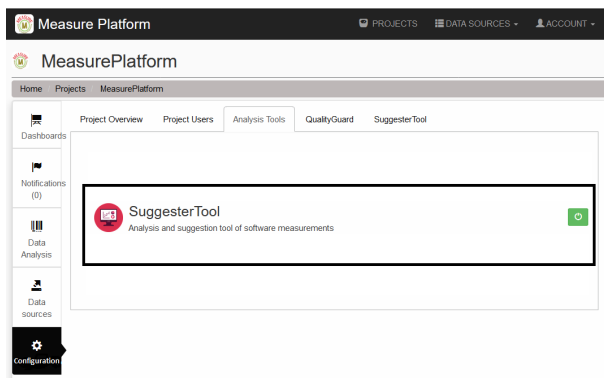 Measure Platform
PROJECTS DATA SOURCES ACCOUNT
MeasurePlatform
Home Projects MeasurePlatform
Project Overview Project Users Analysis Tools QualityGuard SuggesterTool
Dashboards
Notifications
(0)
Data
Analysis
Data
sources
Configuration
SuggesterTool
Analysis and suggestion tool of software measurements